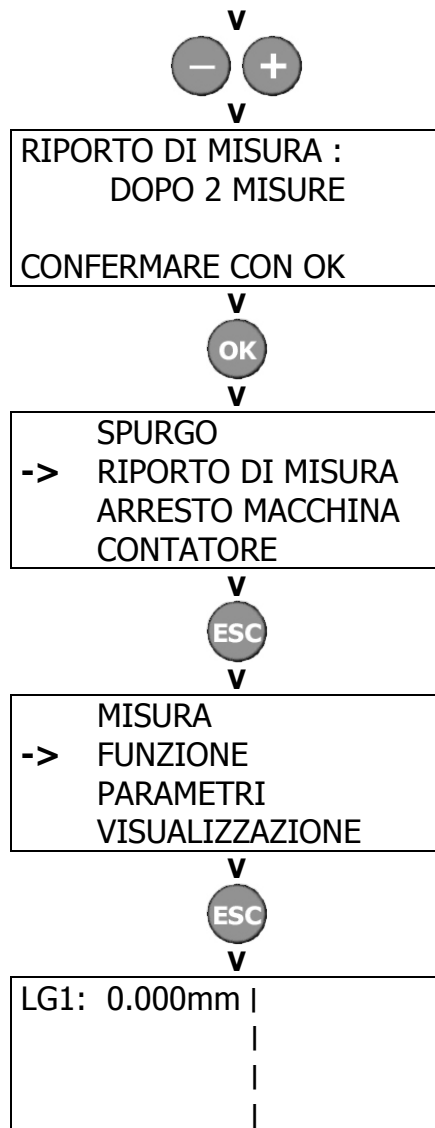 v
– +
v
RIPORTO DI MISURA :
DOPO 2 MISURE
CONFERMARE CON OK
v
OK
v
SPURGO
-> RIPORTO DI MISURA
ARRESTO MACCHINA
CONTATORE
v
ESC
v
MISURA
-> FUNZIONE
PARAMETRI
VISUALIZZAZIONE
v
ESC
v
LG1: 0.000mm |
|
|
|